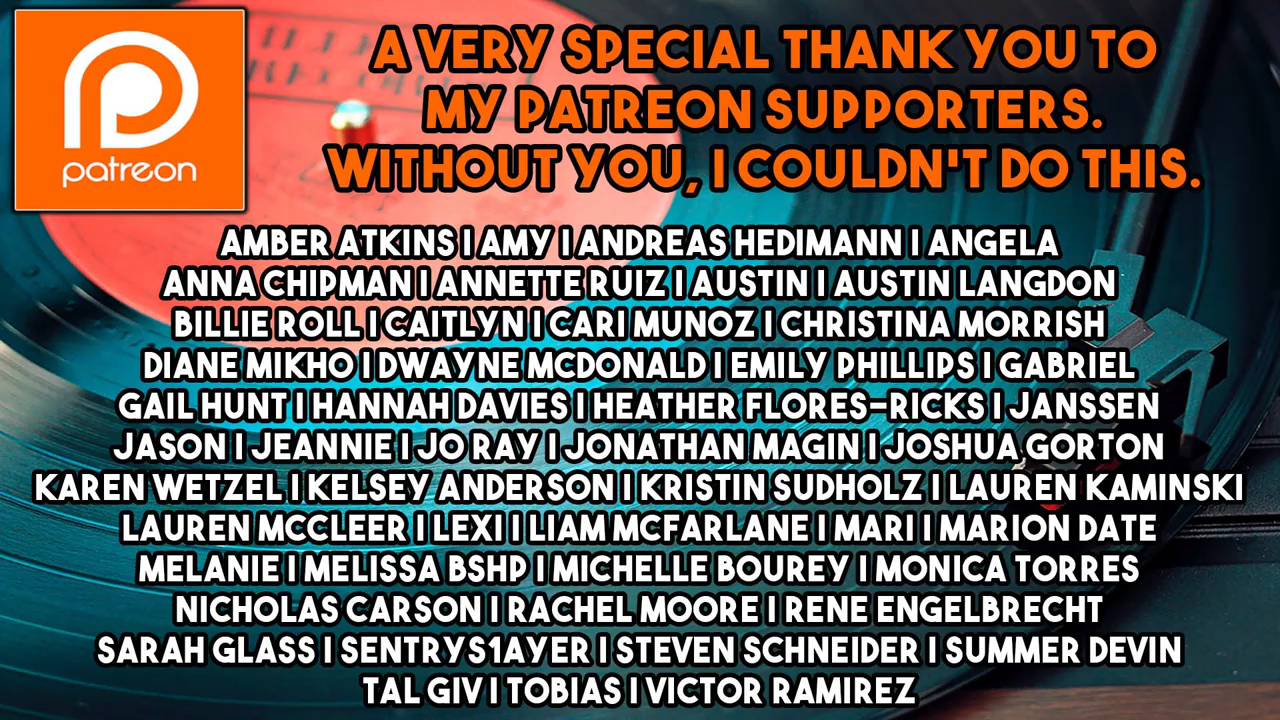 patreon
A VERY SPECIAL THANK YOU TO
MY PATREON SUPPORTERS.
WITHOUT YOU, I COULDN'T DO THIS.
AMBER ATKINS | AMY | ANDREAS HEDIMANN | ANGELA
ANNA CHIPMAN | ANNETTE RUIZ | AUSTIN | AUSTIN LANGDON
BILLIE ROLL | CAITLYN | CARI MUNOZ | CHRISTINA MORRISH
DIANE MIKHO | DWAYNE MCDONALD | EMILY PHILLIPS | GABRIEL
GAIL HUNT | HANNAH DAVIES | HEATHER FLORES-RICKS | JANSSEN
JASON | JEANNIE | JO RAY | JONATHAN MAGIN | JOSHUA GORTON
KAREN WETZEL | KELSEY ANDERSON | KRISTIN SUDHOLZ | LAUREN KAMINSKI
LAUREN MCCLEER | LEXI | LIAM MCFARLANE | MARI | MARION DATE
MELANIE | MELISSA BSHP | MICHELLE BOUREY | MONICA TORRES
NICHOLAS CARSON | RACHEL MOORE | RENE ENGELBRECHT
SARAH GLASS | SENTRYS1AYER | STEVEN SCHNEIDER | SUMMER DEVIN
TAL GIV | TOBIAS | VICTOR RAMIREZ